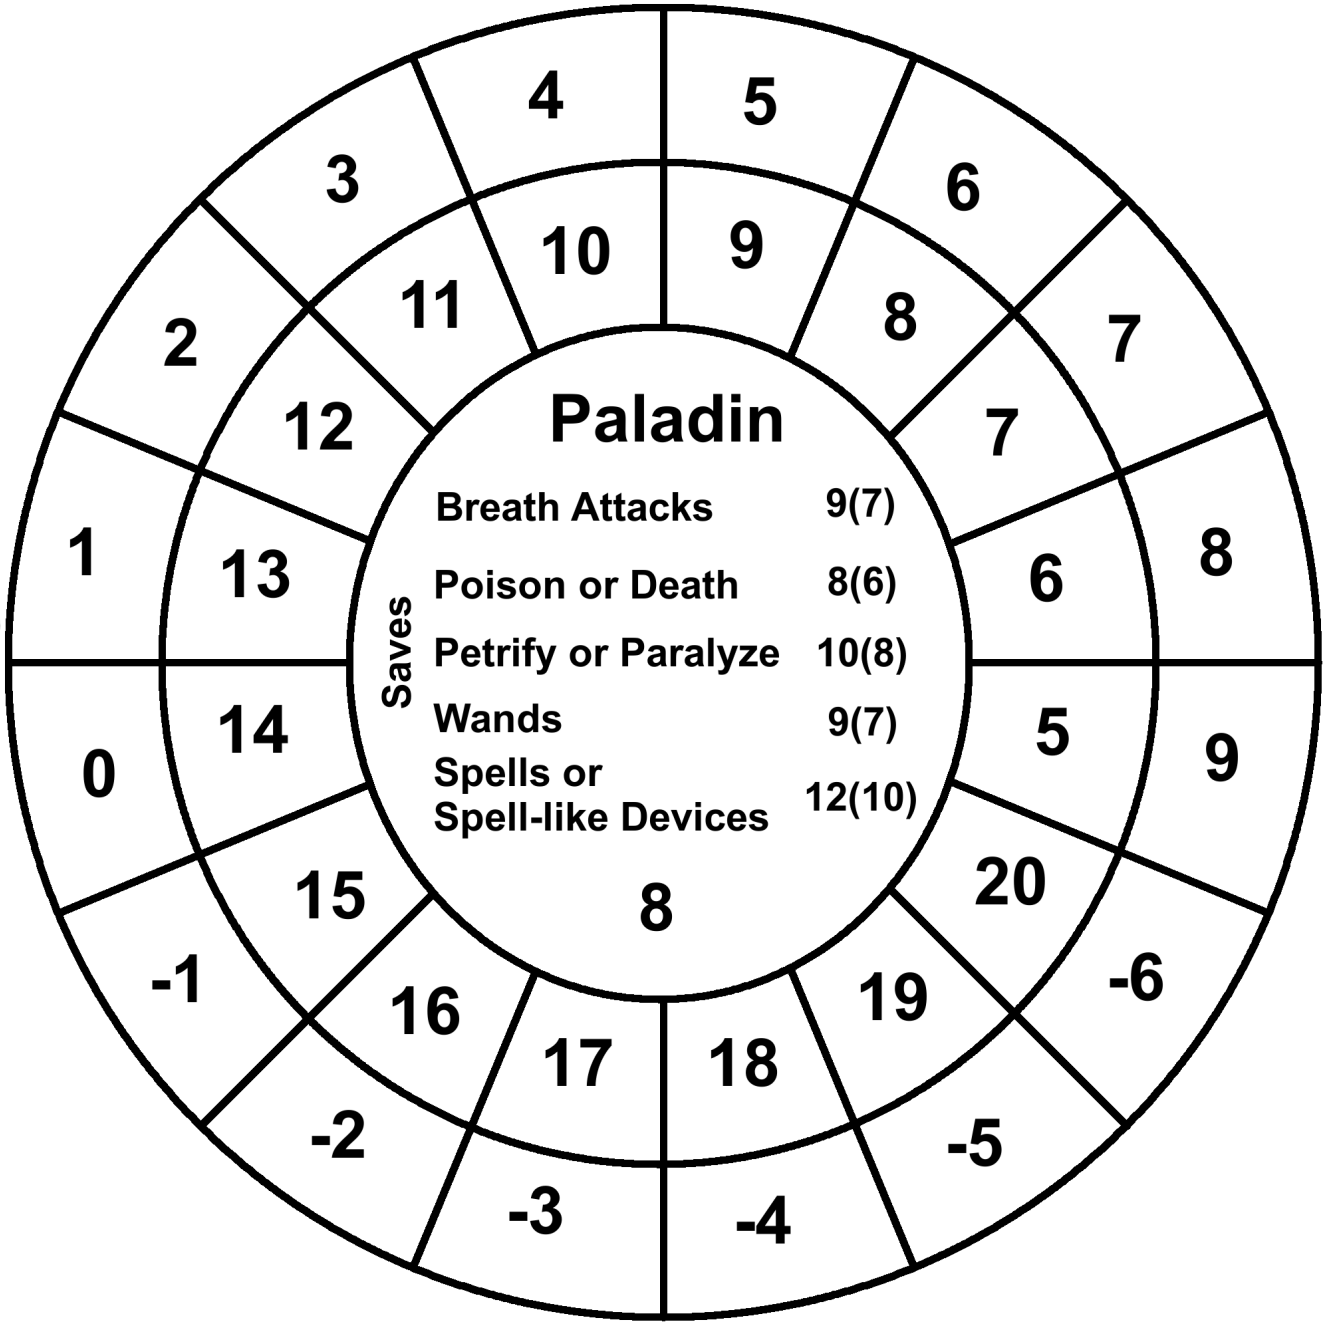 4 5
3 6
10 9
11 8
2 7
12 7
Paladin
Breath Attacks 9(7)
1 8
13 6
Poison or Death 8(6)
Saves
Petrify or Paralyze 10(8)
Wands 9(7)
14 5
0 9
Spells or
Spell-like Devices 12(10)
15 20
8
-1 -6
16 19
17 18
-2 -5
-3 -4